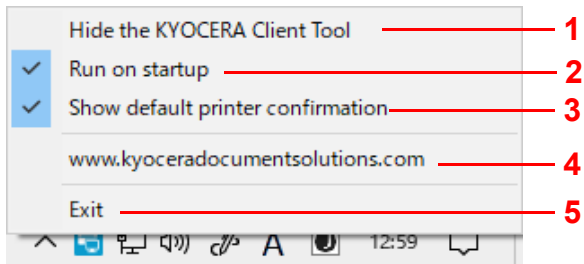 Hide the KYOCERA Client Tool 1
Run on startup 2
Show default printer confirmation 3
www.kyoceradocumentsolutions.com 4
Exit 5
A 12:59